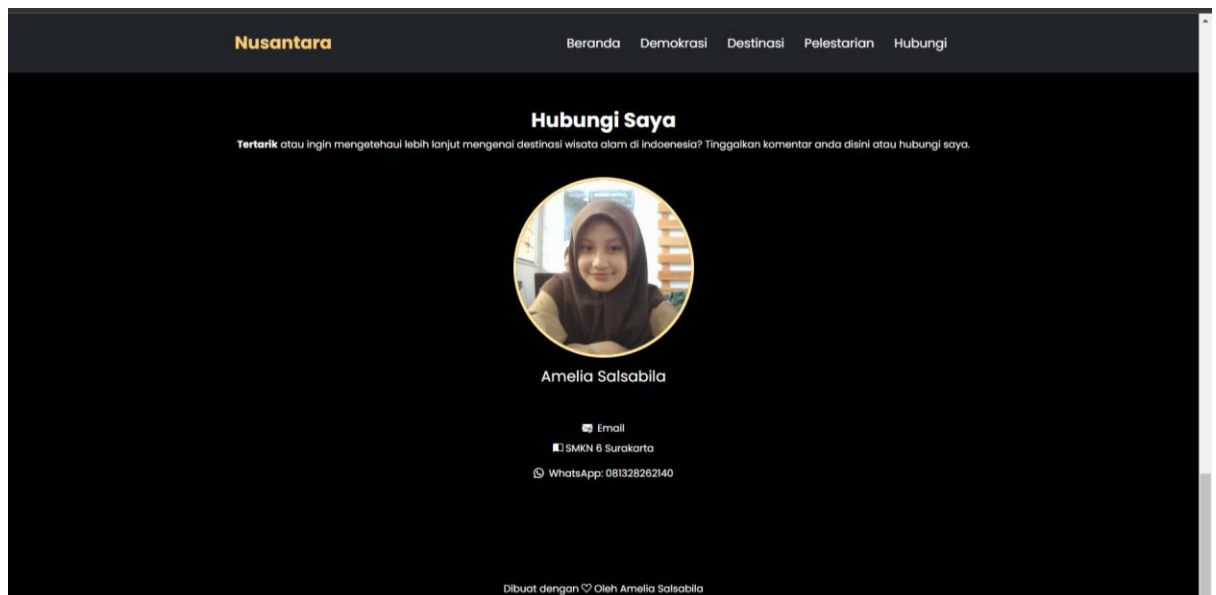 Nusantara
Beranda Demokrasi Destinasi Pelestarian Hubungi
Hubungi Saya
Tertarik atau ingin mengetehaui lebih lanjut mengenai destinasi wisata alam di indoenesia? Tinggalkan komentar anda disini atau hubungi saya.
Amelia Salsabila
Email
SMKN 6 Surakarta
WhatsApp: 081328262140
Dibuat dengan ♡ Oleh Amelia Salsabila